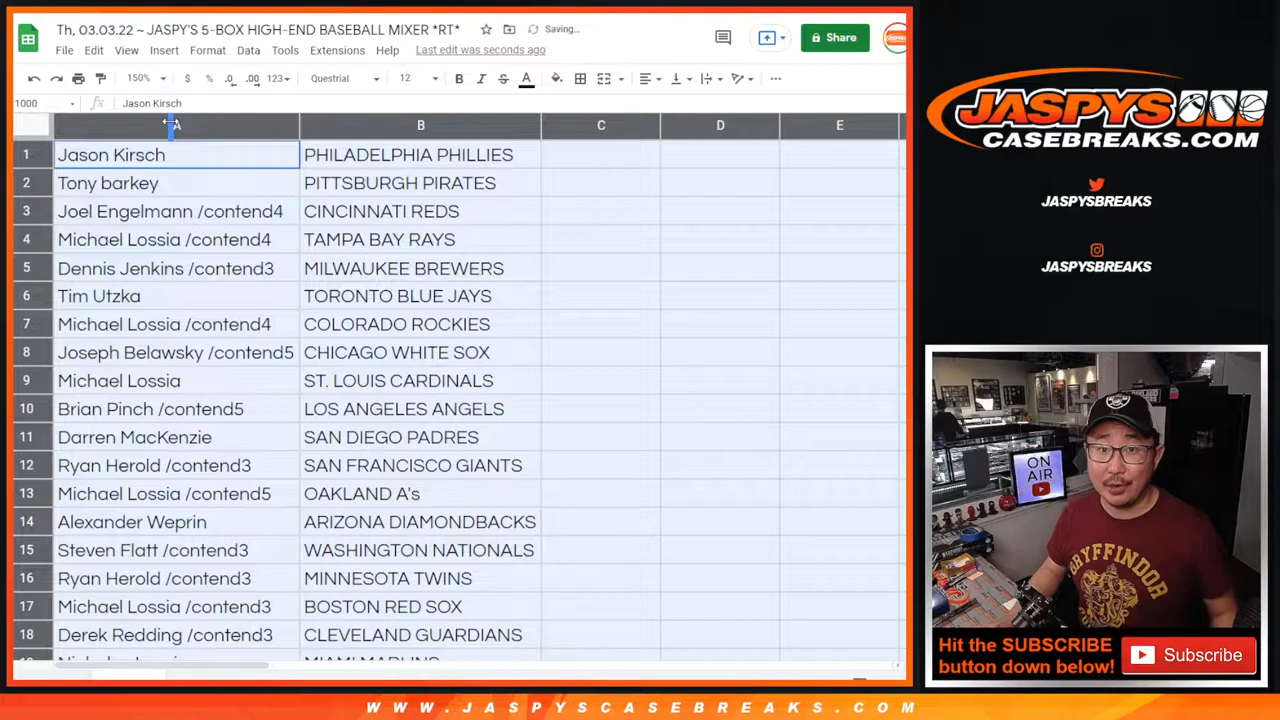 Th, 03.03.22 ~ JASPY'S 5-BOX HIGH-END BASEBALL MIXER *RT*
Saving...
File Edit View Insert Format Data Tools Extensions Help Last edit was seconds ago
Share
150% $ % .0 .00 123 Questrial 12 B I S A
1000 fx Jason Kirsch
A B C D E
1 Jason Kirsch PHILADELPHIA PHILLIES
2 Tony barkey PITTSBURGH PIRATES
3 Joel Engelmann /contend4 CINCINNATI REDS
4 Michael Lossia /contend4 TAMPA BAY RAYS
5 Dennis Jenkins /contend3 MILWAUKEE BREWERS
6 Tim Utzka TORONTO BLUE JAYS
7 Michael Lossia /contend4 COLORADO ROCKIES
8 Joseph Belawsky /contend5 CHICAGO WHITE SOX
9 Michael Lossia ST. LOUIS CARDINALS
10 Brian Pinch /contend5 LOS ANGELES ANGELS
11 Darren MacKenzie SAN DIEGO PADRES
12 Ryan Herold /contend3 SAN FRANCISCO GIANTS
13 Michael Lossia /contend5 OAKLAND A's
14 Alexander Weprin ARIZONA DIAMONDBACKS
15 Steven Flatt /contend3 WASHINGTON NATIONALS
16 Ryan Herold /contend3 MINNESOTA TWINS
17 Michael Lossia /contend3 BOSTON RED SOX
18 Derek Redding /contend3 CLEVELAND GUARDIANS
MIAMI MARLINS
JASPYS
CASEBREAKS.COM
JASPYSBREAKS
JASPYSBREAKS
ON
AIR
GRYFFINDOR
Hit the SUBSCRIBE
button down below!
Subscribe
WWW.JASPYSCASEBREAKS.COM